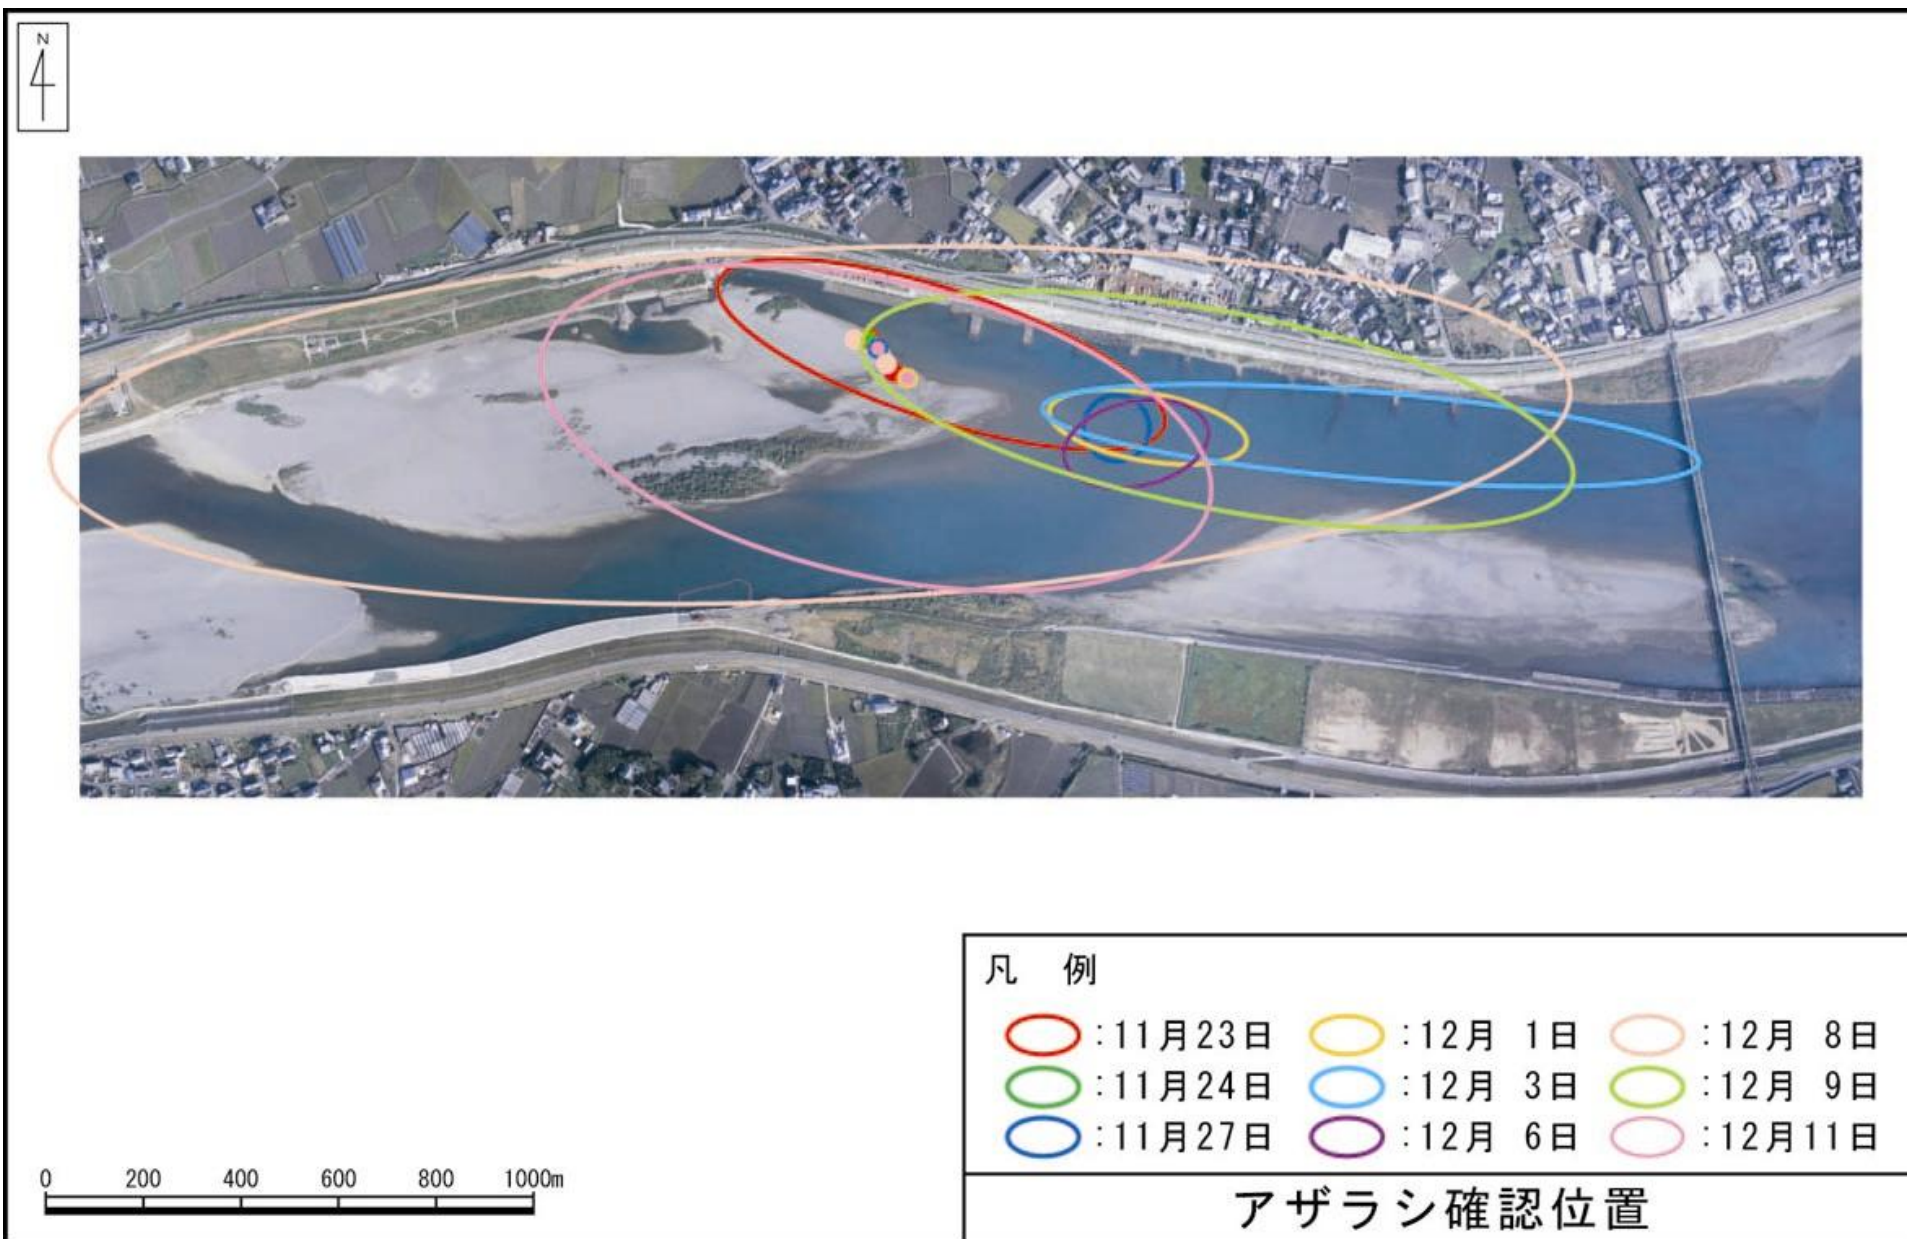 N
凡 例
:11月23日 :12月 1日 :12月 8日
:11月24日 :12月 3日 :12月 9日
:11月27日 :12月 6日 :12月11日
0 200 400 600 800 1000m
アザラシ確認位置